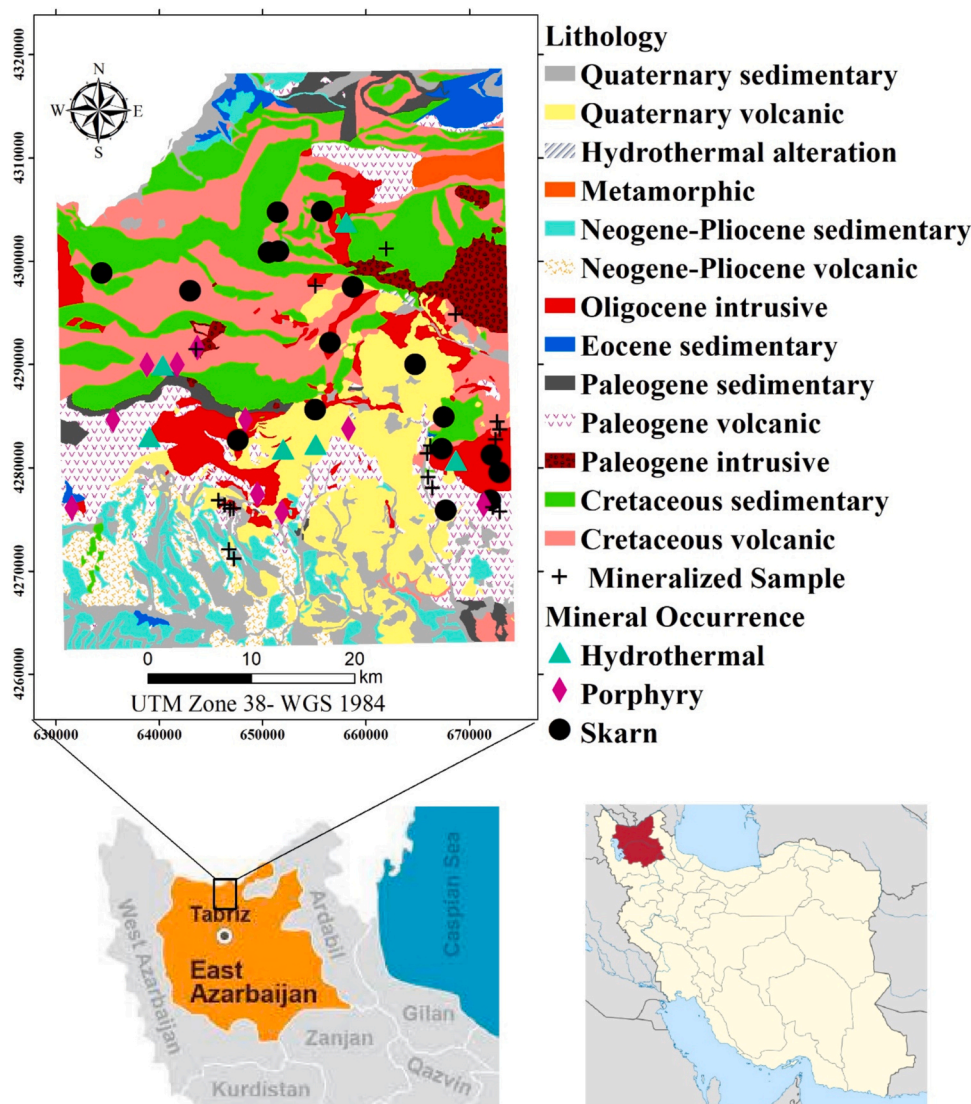 Lithology
Quaternary sedimentary
Quaternary volcanic
Hydrothermal alteration
Metamorphic
Neogene-Pliocene sedimentary
Neogene-Pliocene volcanic
Oligocene intrusive
Eocene sedimentary
Paleogene sedimentary
Paleogene volcanic
Paleogene intrusive
Cretaceous sedimentary
Cretaceous volcanic
Mineralized Sample
Mineral Occurrence
Hydrothermal
Porphyry
Skarn
N
W E
S
4320000
4310000
4300000
4290000
4280000
4270000
4260000
0 10 20
km
UTM Zone 38- WGS 1984
630000 640000 650000 660000 670000
West Azarbaijan
Tabriz
East
Azarbaijan
Ardabil
Caspian Sea
Gilan
Zanjan
Qazvin
Kurdistan